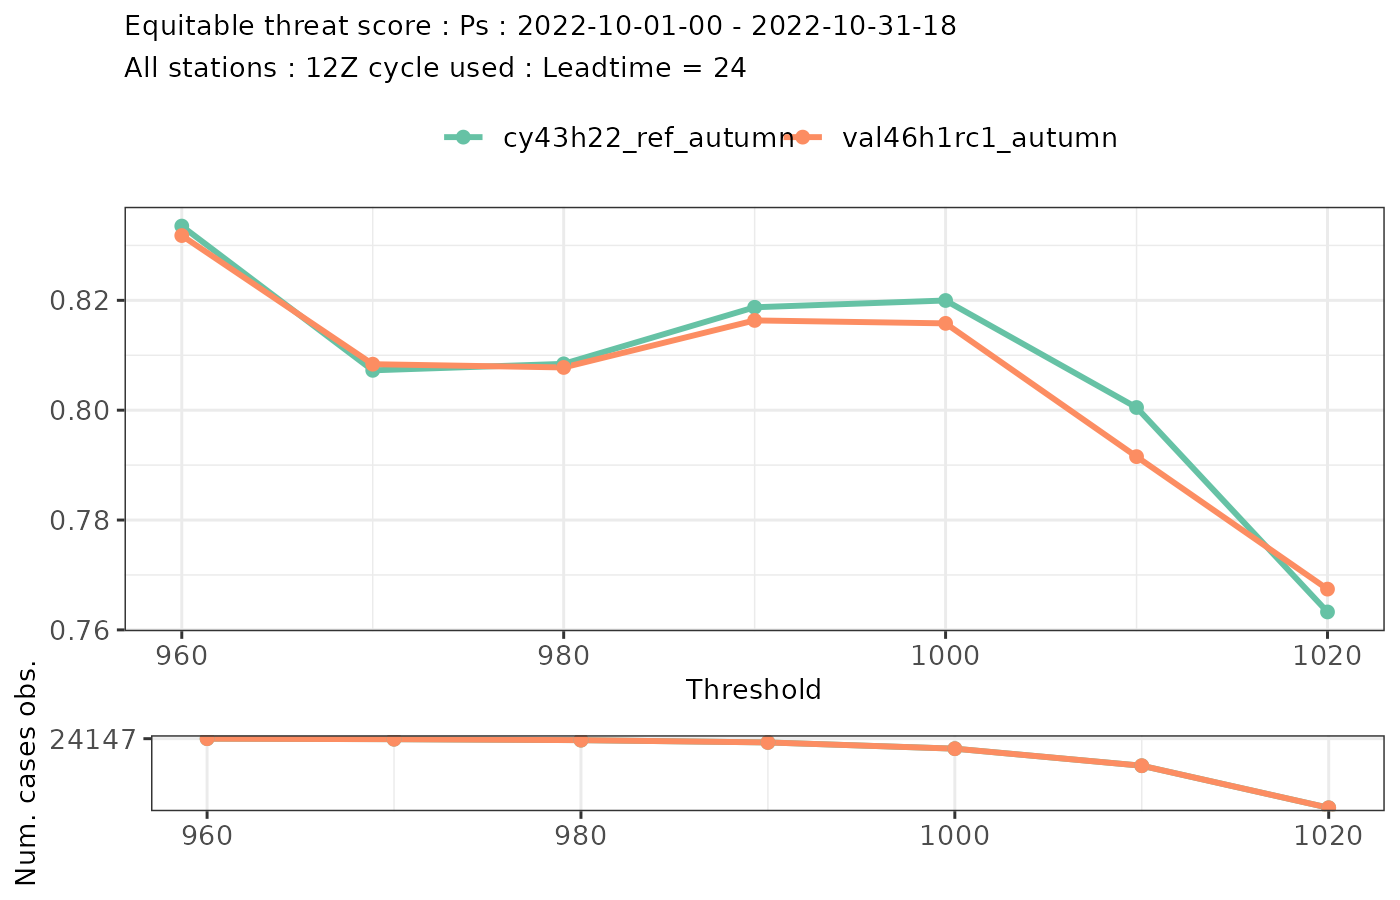 Equitable threat score : Ps : 2022-10-01-00 - 2022-10-31-18
All stations : 12Z cycle used : Leadtime = 24
cy43h22_ref_autumn val46h1rc1_autumn
0.82
0.80
0.78
0.76
960 980 1000 1020
Threshold
Num. cases obs.
24147
960 980 1000 1020